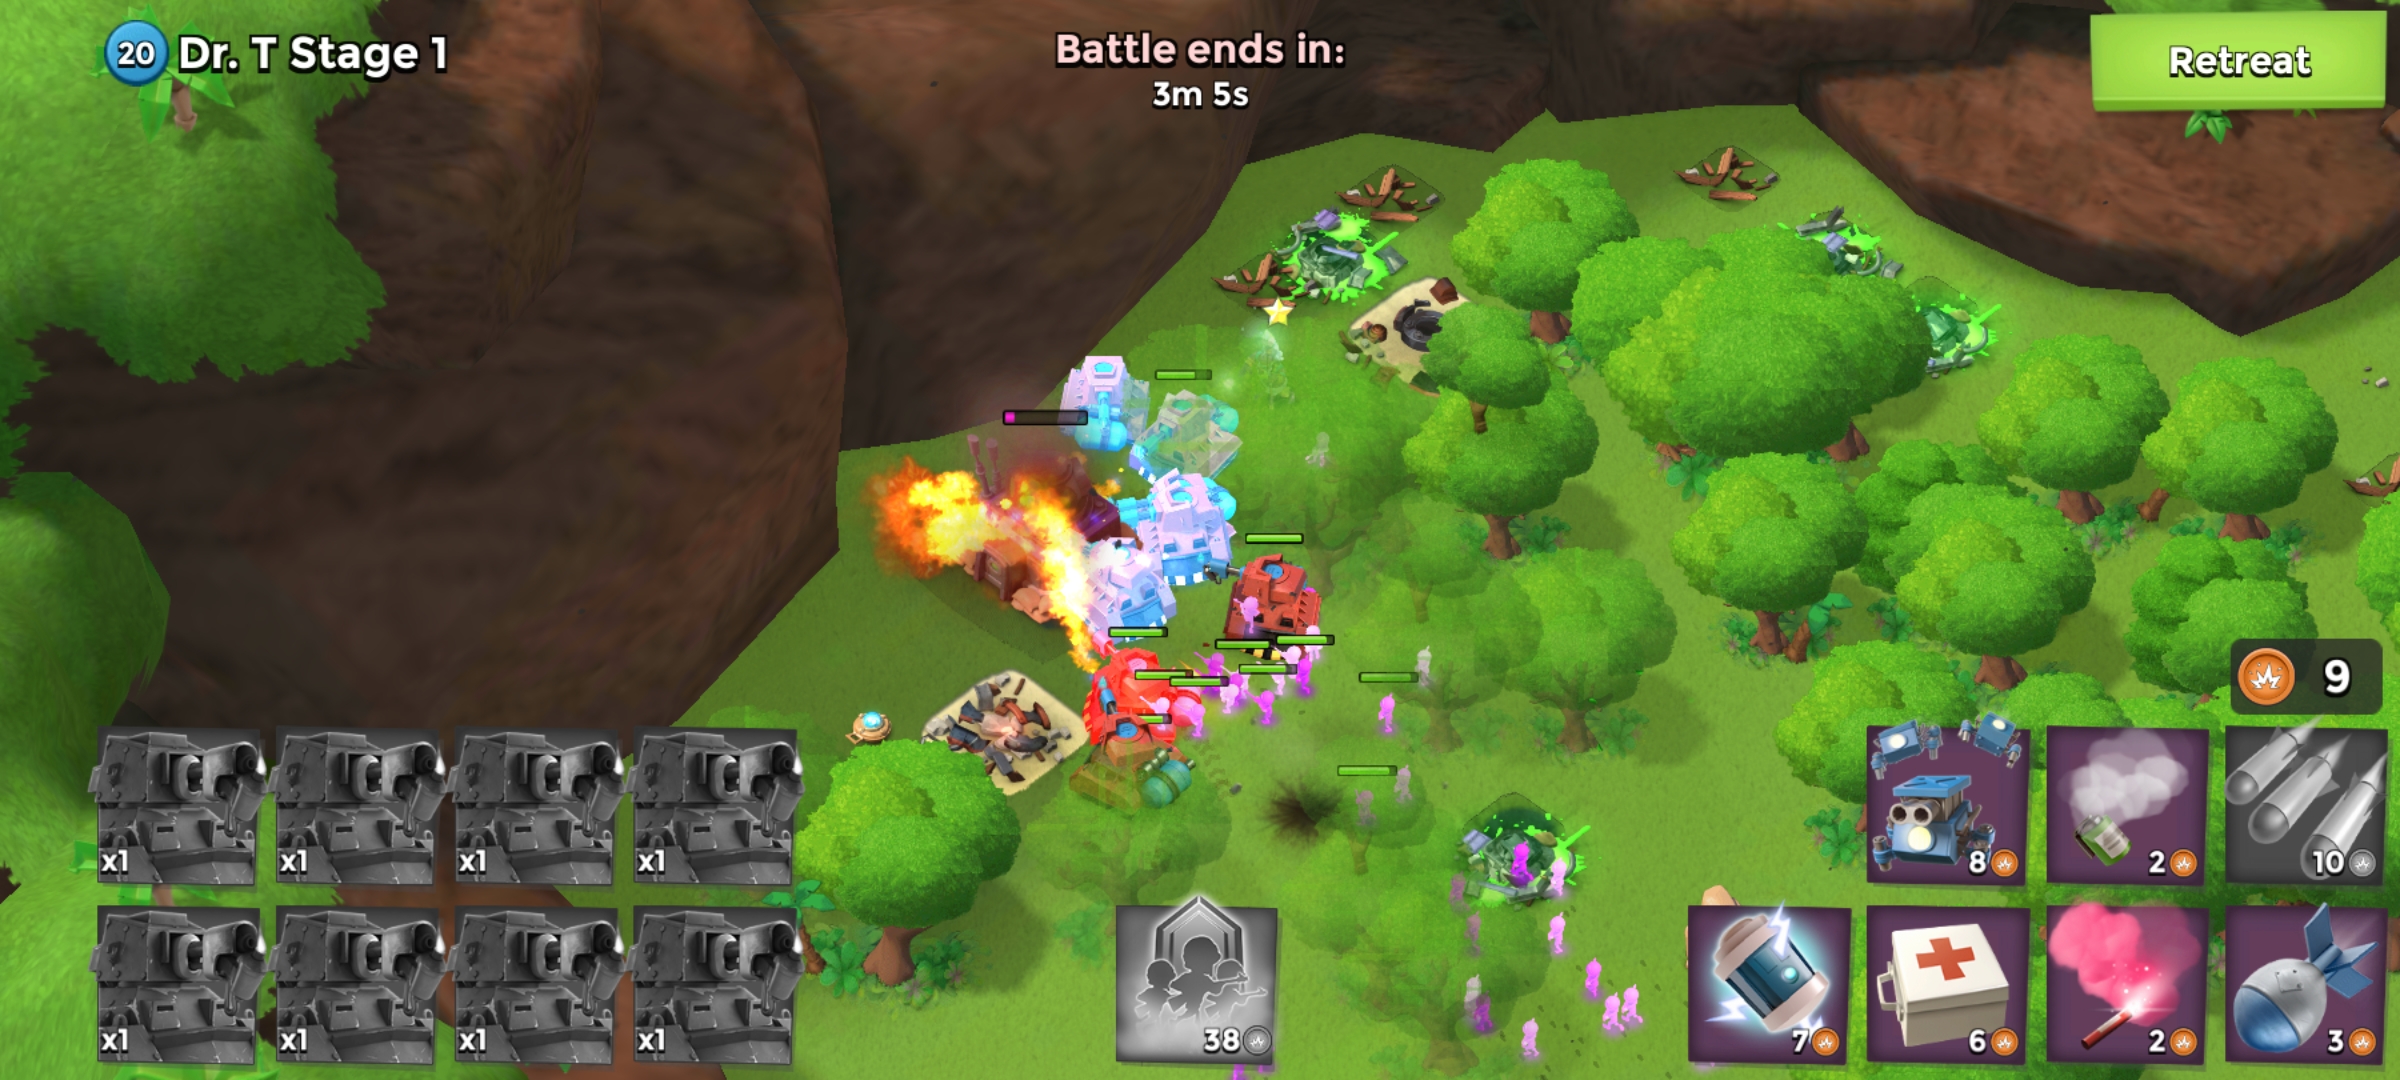 20 Dr. T Stage 1
Battle ends in:
3m 5s
Retreat
9
x1 x1 x1 x1
8 2 10
x1 x1 x1 x1
38
7 6 2 3